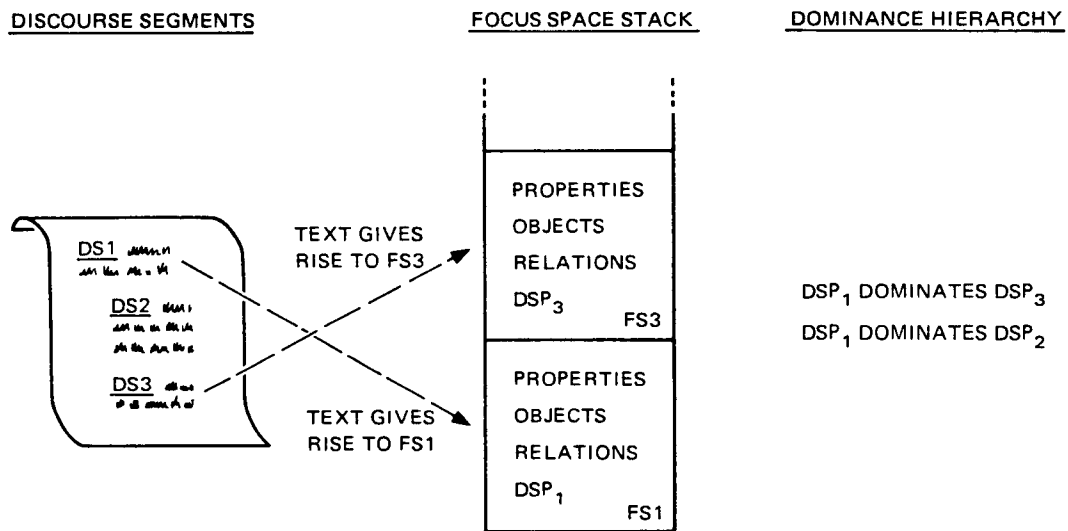 DISCOURSE SEGMENTS
FOCUS SPACE STACK
DOMINANCE HIERARCHY
DS1
DS2
DS3
TEXT GIVES
RISE TO FS3
TEXT GIVES
RISE TO FS1
PROPERTIES
OBJECTS
RELATIONS
DSP₃
FS3
PROPERTIES
OBJECTS
RELATIONS
DSP₁
FS1
DSP₁ DOMINATES DSP₃
DSP₁ DOMINATES DSP₂